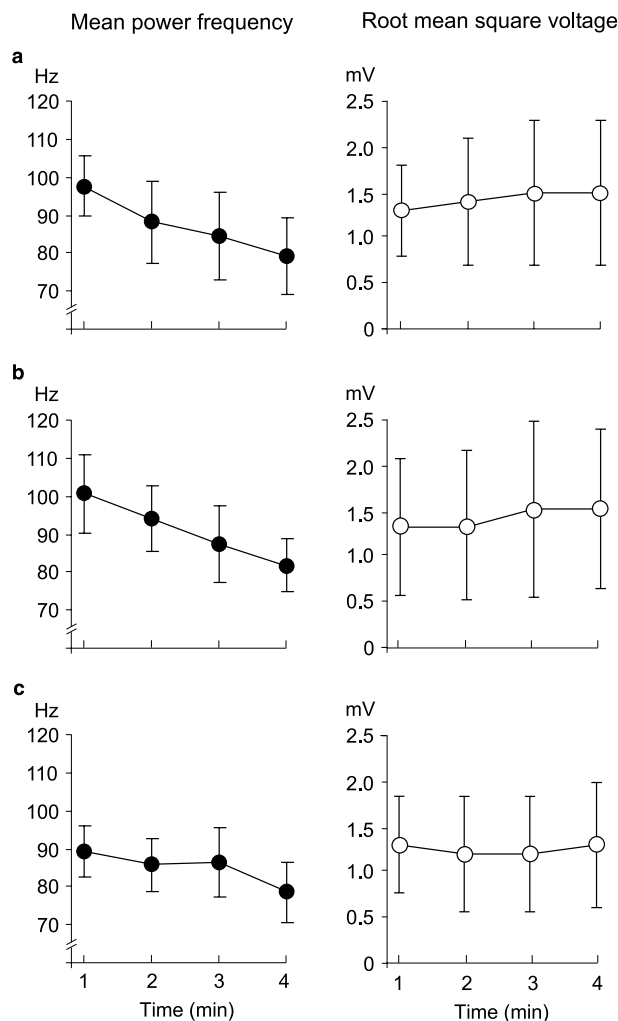 Mean power frequency Root mean square voltage
a
Hz mV
120 2.5
110 2.0
100 1.5
90 1.0
80 0.5
70 0
b
Hz mV
120 2.5
110 2.0
100 1.5
90 1.0
80 0.5
70 0
c
Hz mV
120 2.5
110 2.0
100 1.5
90 1.0
80 0.5
70 0
1 2 3 4 1 2 3 4
Time (min) Time (min)